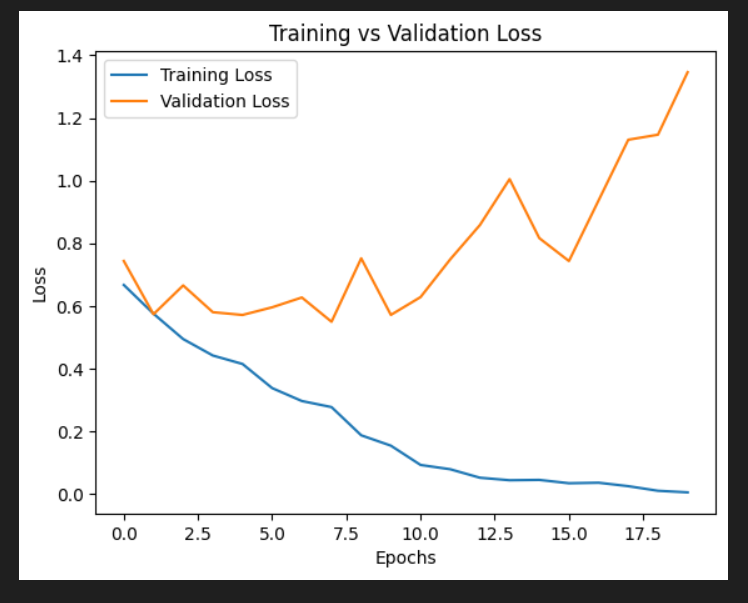 Training vs Validation Loss
Training Loss
Validation Loss
1.4
1.2
1.0
0.8
0.6
0.4
0.2
0.0
Loss
0.0 2.5 5.0 7.5 10.0 12.5 15.0 17.5
Epochs